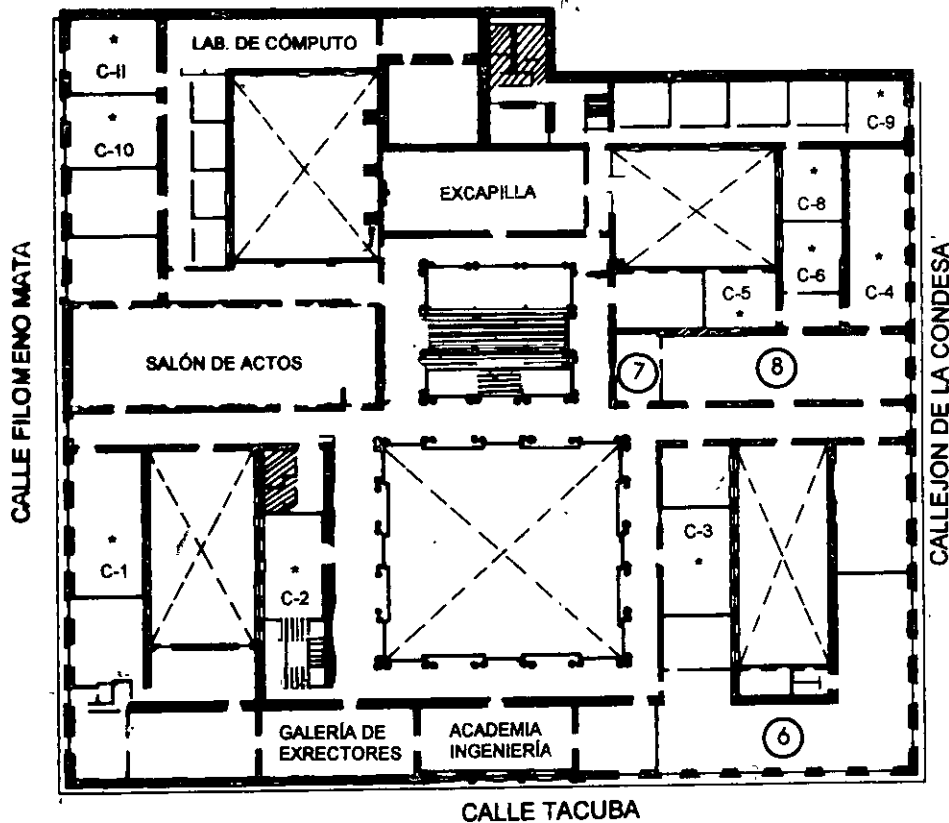 LAB. DE CÓMPUTO
*
C-11
*
C-10
*
C-9
EXCAPILLA
*
C-8
*
C-6
*
C-4
C-5
*
CALLE FILOMENO MATA
SALÓN DE ACTOS
7
8
CALLEJON DE LA CONDESA
*
C-1
*
C-2
C-3
*
GALERÍA DE
EXRECTORES
ACADEMIA
INGENIERÍA
6
CALLE TACUBA